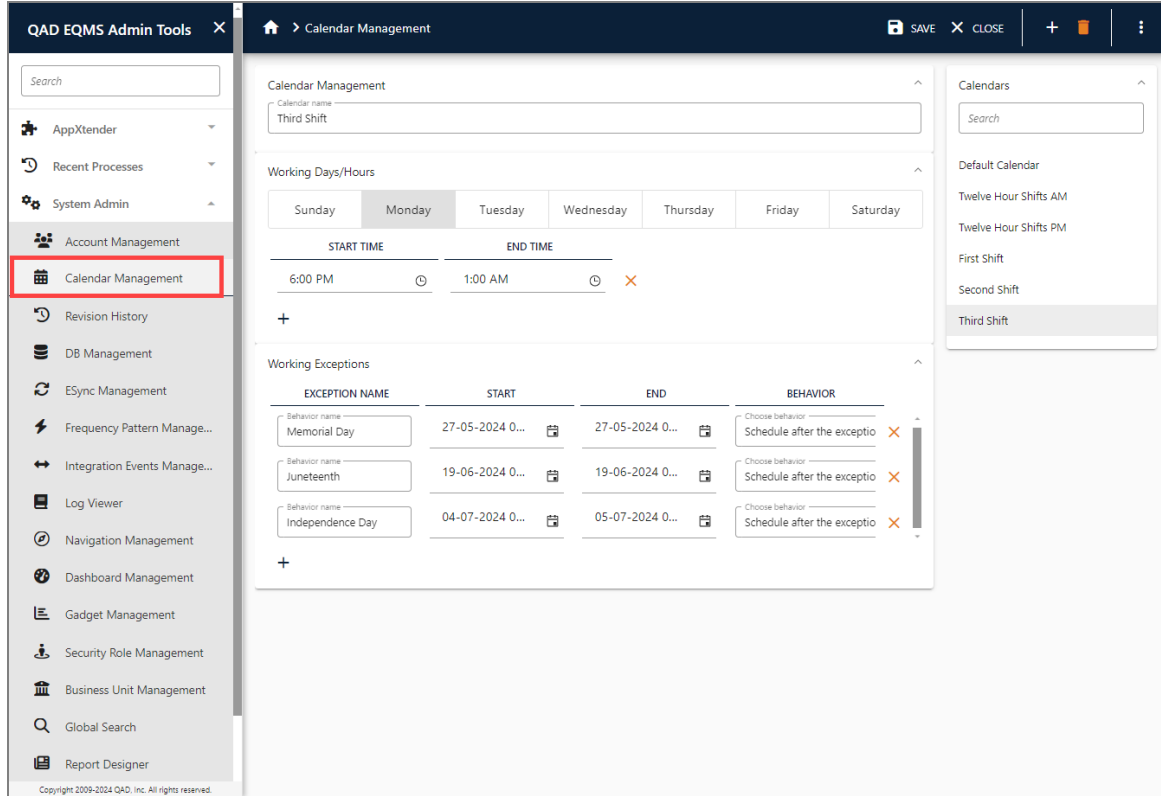 QAD EQMS Admin Tools
Calendar Management
SAVE
CLOSE
Search
AppXtender
Recent Processes
System Admin
Account Management
Calendar Management
Revision History
DB Management
ESync Management
Frequency Pattern Manage...
Integration Events Manage...
Log Viewer
Navigation Management
Dashboard Management
Gadget Management
Security Role Management
Business Unit Management
Global Search
Report Designer
Copyright 2009-2024 QAD, Inc. All rights reserved.
Calendar Management
Calendar name
Third Shift
Working Days/Hours
Sunday Monday Tuesday Wednesday Thursday Friday Saturday
START TIME END TIME
6:00 PM 1:00 AM
Working Exceptions
EXCEPTION NAME START END BEHAVIOR
Behavior name Choose behavior
Memorial Day 27-05-2024 0... 27-05-2024 0... Schedule after the exceptio
Behavior name Choose behavior
Juneteenth 19-06-2024 0... 19-06-2024 0... Schedule after the exceptio
Behavior name Choose behavior
Independence Day 04-07-2024 0... 05-07-2024 0... Schedule after the exceptio
Calendars
Search
Default Calendar
Twelve Hour Shifts AM
Twelve Hour Shifts PM
First Shift
Second Shift
Third Shift